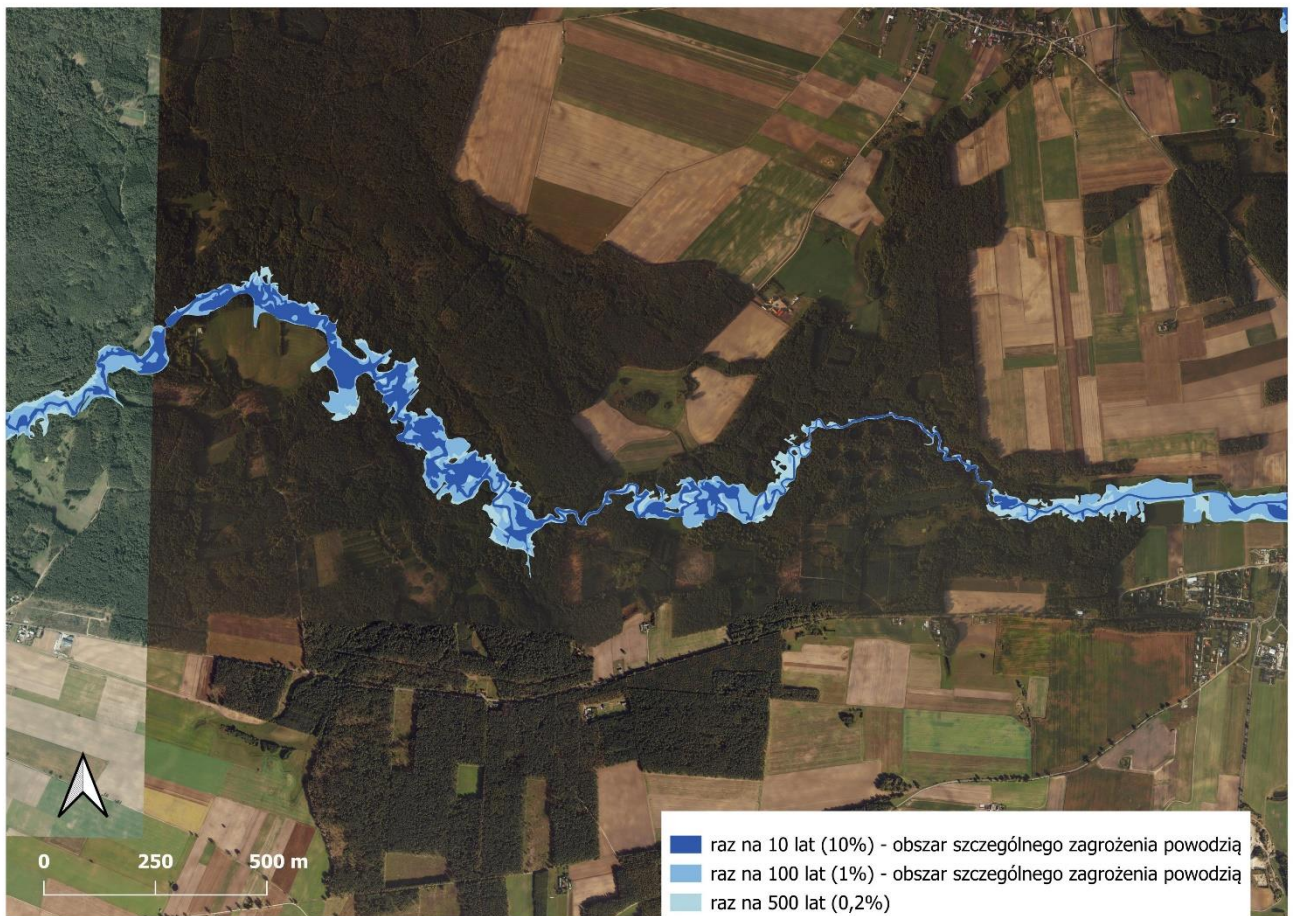 0 250 500 m
raz na 10 lat (10%) - obszar szczególnego zagrożenia powodzią
raz na 100 lat (1%) - obszar szczególnego zagrożenia powodzią
raz na 500 lat (0,2%)